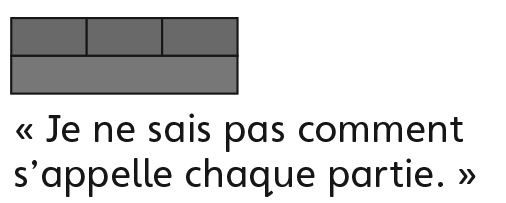 « Je ne sais pas comment
s’appelle chaque partie. »